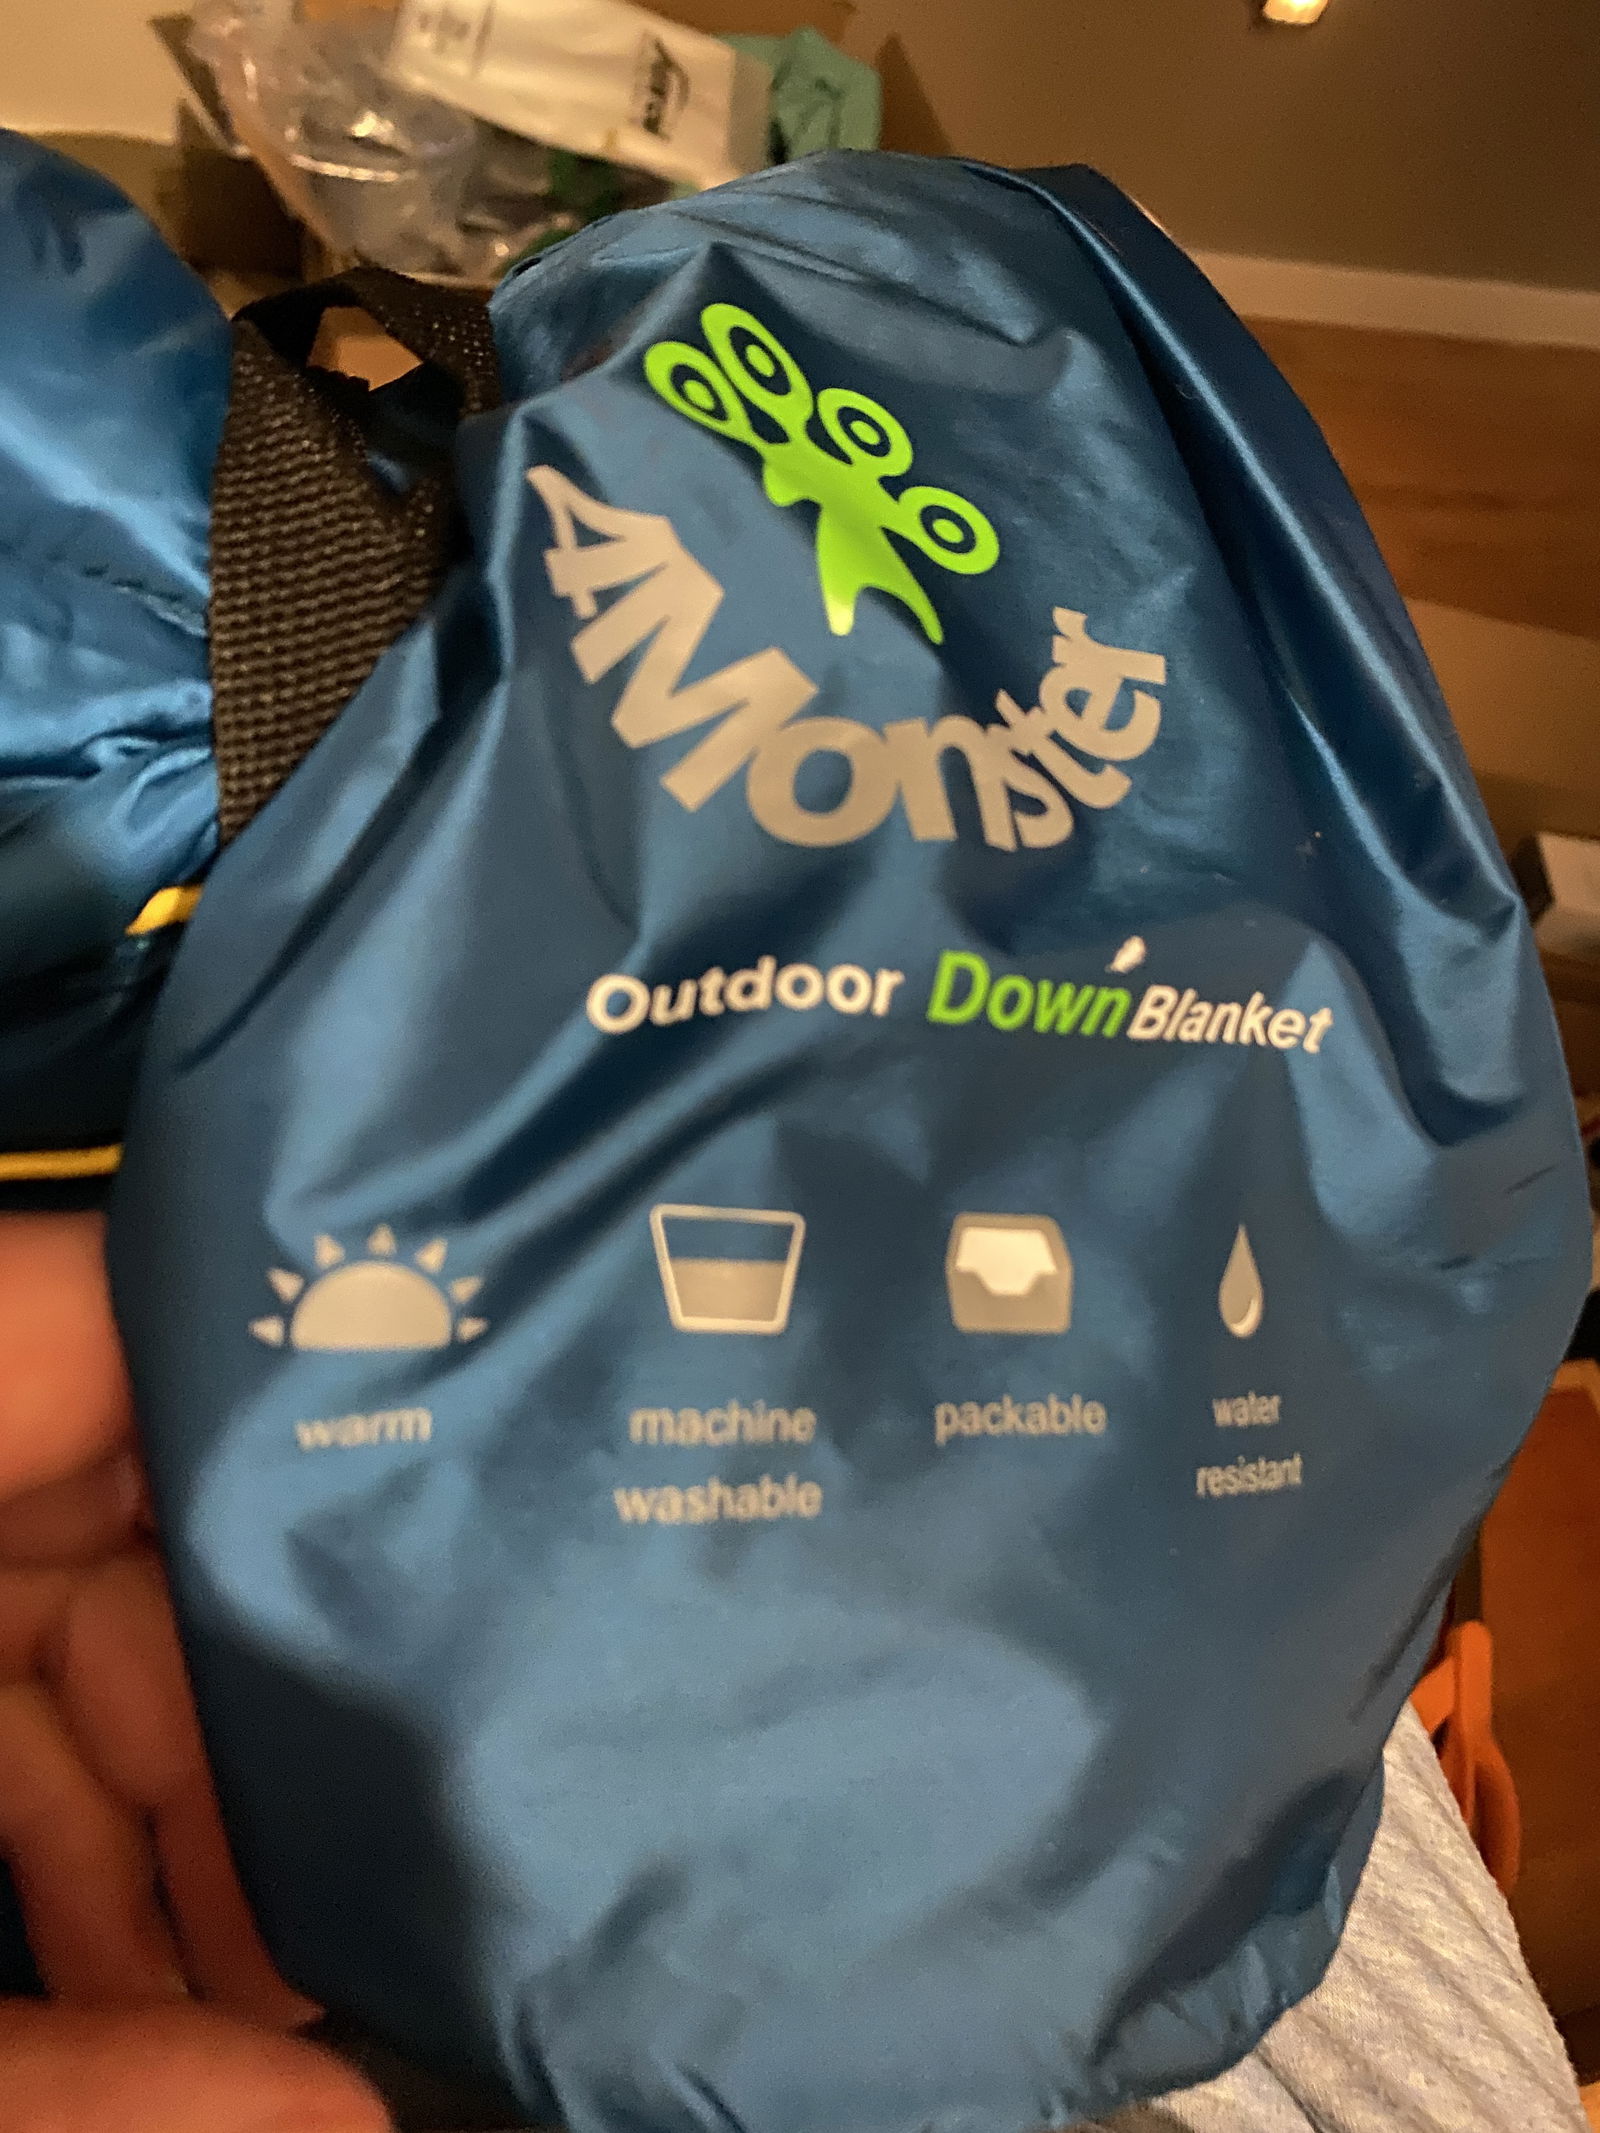 4Monster
Outdoor Down Blanket
warm
machine
washable
packable
water
resistant